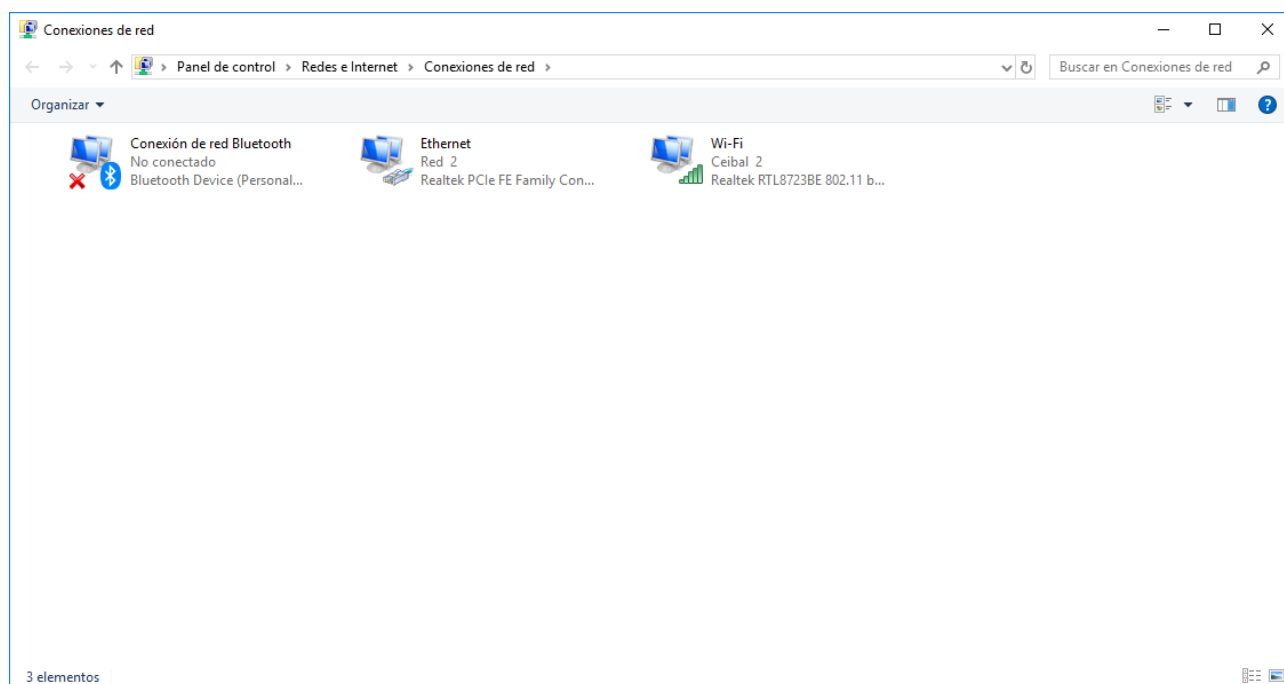 Conexiones de red
Panel de control > Redes e Internet > Conexiones de red >
Buscar en Conexiones de red
Organizar
Conexión de red Bluetooth
No conectado
Bluetooth Device (Personal...
Ethernet
Red 2
Realtek PCIe FE Family Con...
Wi-Fi
Ceibal 2
Realtek RTL8723BE 802.11 b...
3 elementos